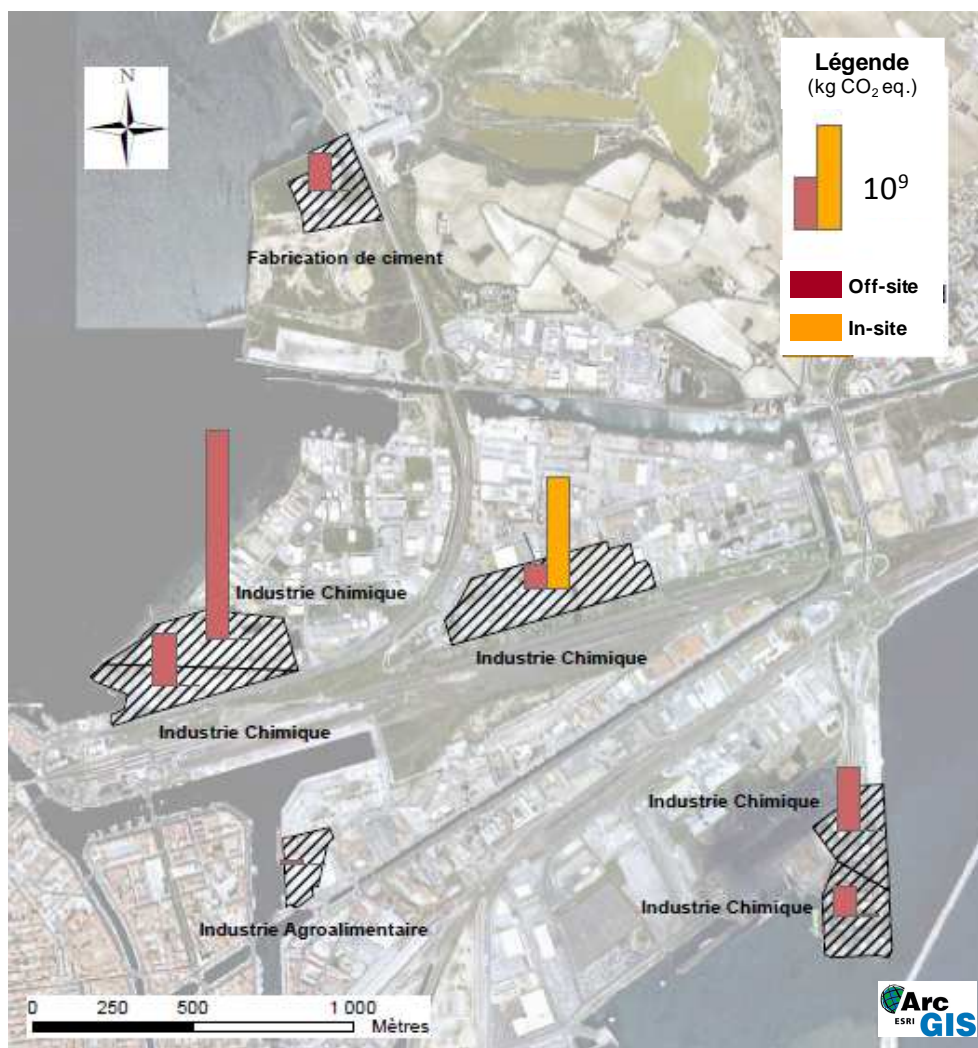 N
Légende
(kg CO₂ eq.)
10⁹
Off-site
In-site
Fabrication de ciment
Industrie Chimique
Industrie Chimique
Industrie Chimique
Industrie Chimique
Industrie Chimique
Industrie Agroalimentaire
0 250 500 1 000
Mètres
Arc
ESRI GIS